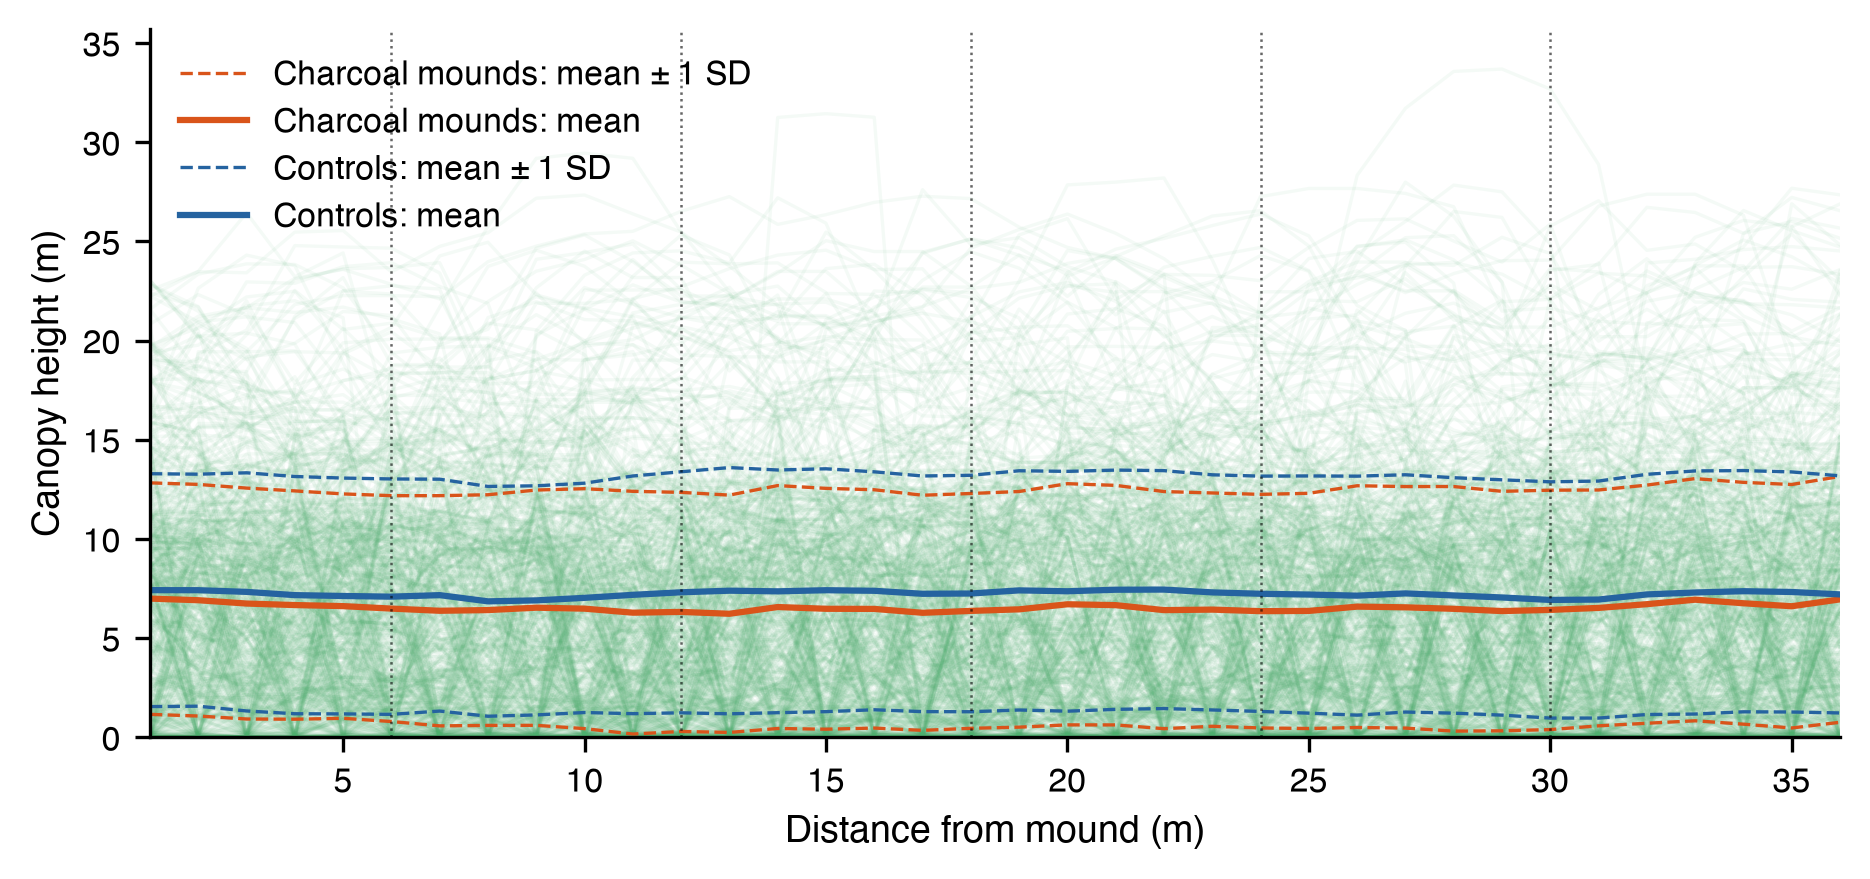 35
30
25
20
15
10
5
0
Canopy height (m)
Charcoal mounds: mean ± 1 SD
Charcoal mounds: mean
Controls: mean ± 1 SD
Controls: mean
5 10 15 20 25 30 35
Distance from mound (m)